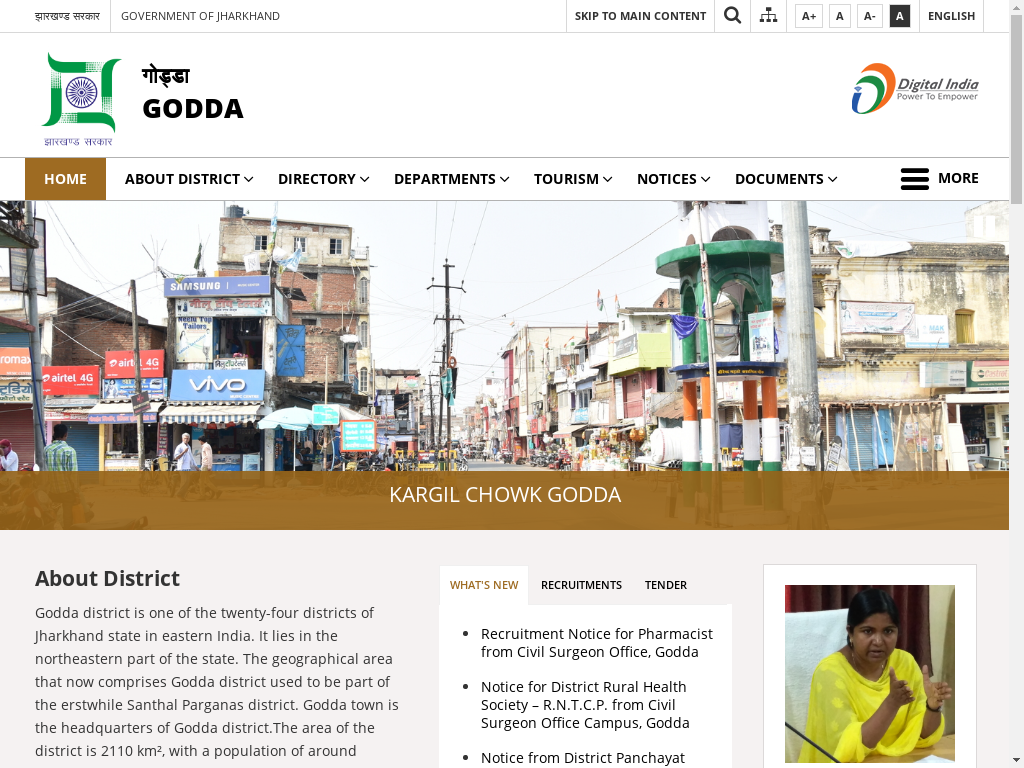 झारखण्ड सरकार
GOVERNMENT OF JHARKHAND
SKIP TO MAIN CONTENT
A+
A
A-
A
ENGLISH
झारखण्ड सरकार
गोड्डा
GODDA
Digital India
Power To Empower
HOME
ABOUT DISTRICT
DIRECTORY
DEPARTMENTS
TOURISM
NOTICES
DOCUMENTS
MORE
SAMSUNG
Tailors
airtel 4G
airtel 4G
vivo
KARGIL CHOWK GODDA
About District
Godda district is one of the twenty-four districts of
Jharkhand state in eastern India. It lies in the
northeastern part of the state. The geographical area
that now comprises Godda district used to be part of
the erstwhile Santhal Parganas district. Godda town is
the headquarters of Godda district.The area of the
district is 2110 km², with a population of around
WHAT'S NEW
RECRUITMENTS
TENDER
Recruitment Notice for Pharmacist
from Civil Surgeon Office, Godda
Notice for District Rural Health
Society – R.N.T.C.P. from Civil
Surgeon Office Campus, Godda
Notice from District Panchayat